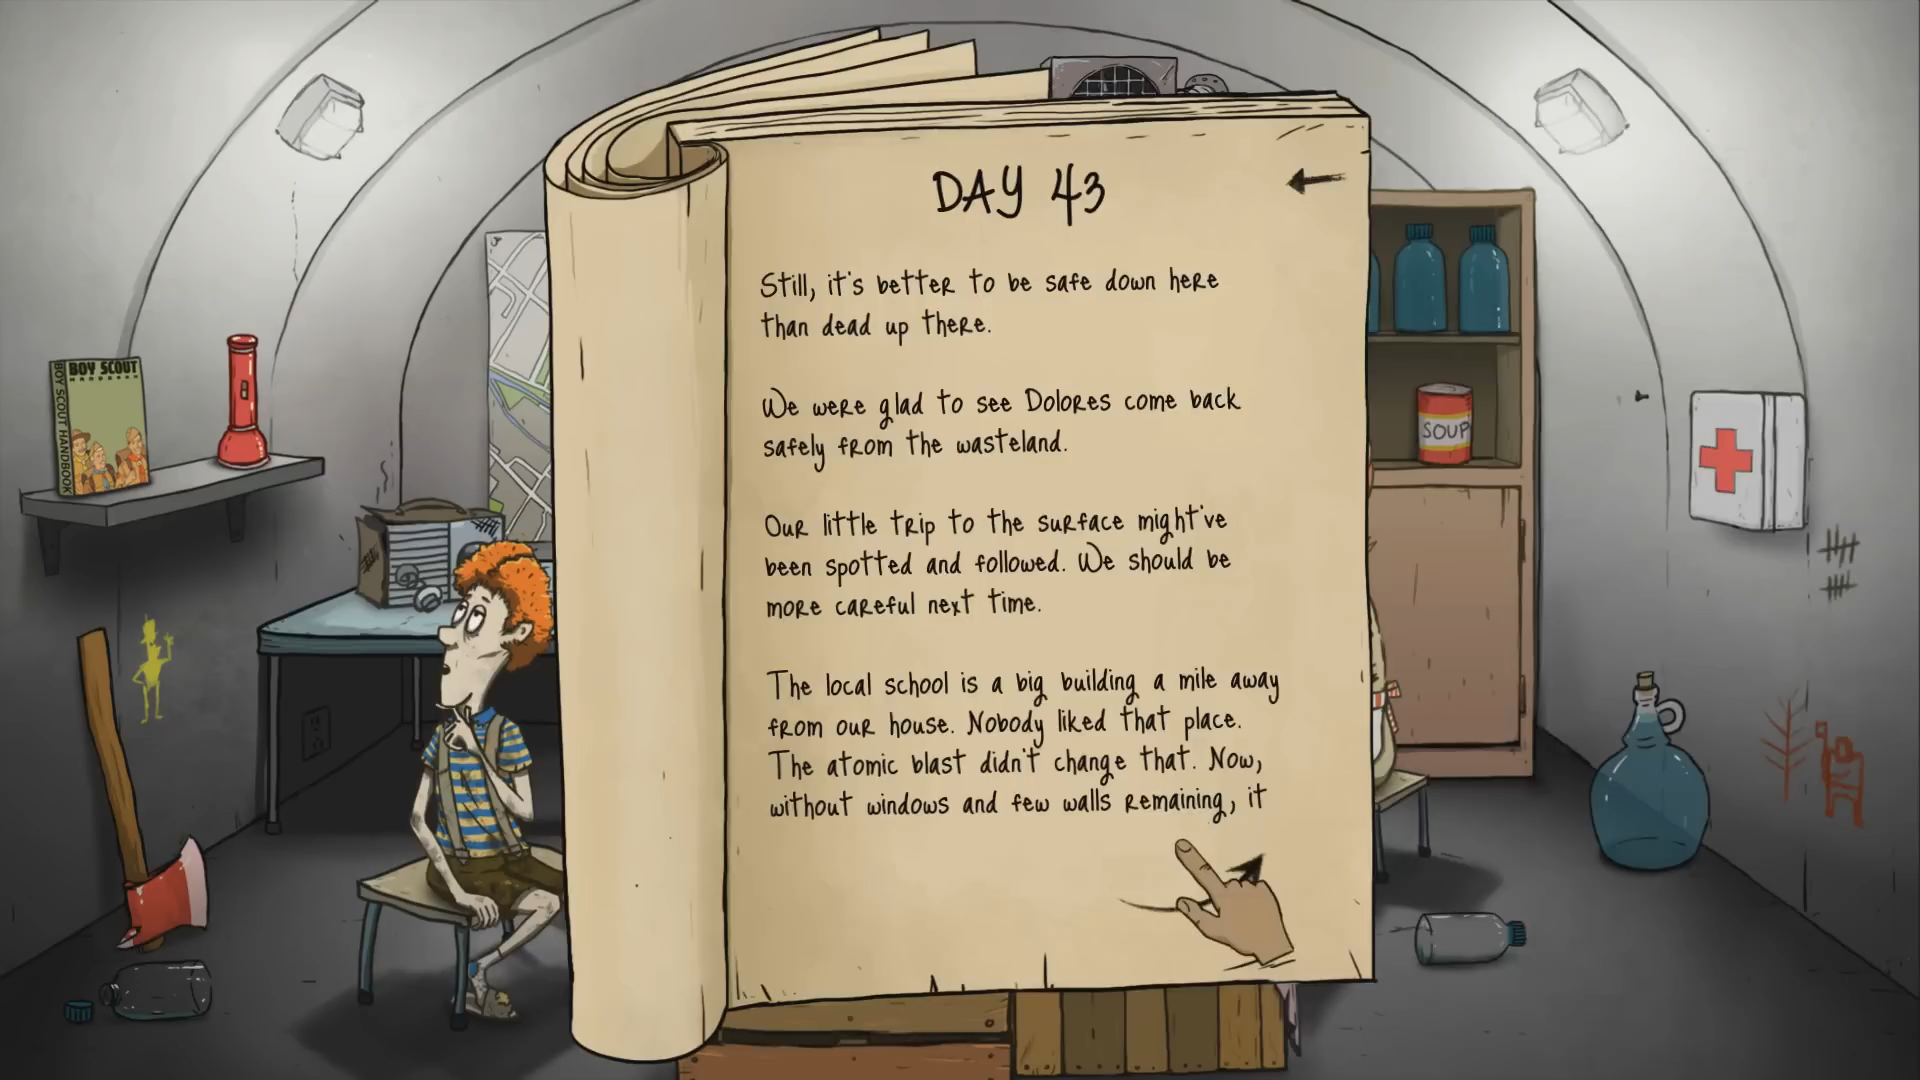 DAY 43
Still, it's better to be safe down here
than dead up there.
We were glad to see Dolores come back
safely from the wasteland.
Our little trip to the surface might've
been spotted and followed. We should be
more careful next time.
The local school is a big building a mile away
from our house. Nobody liked that place.
The atomic blast didn't change that. Now,
without windows and few walls remaining, it
BOY SCOUT
HANDBOOK
BOY SCOUT HANDBOOK
SOUP